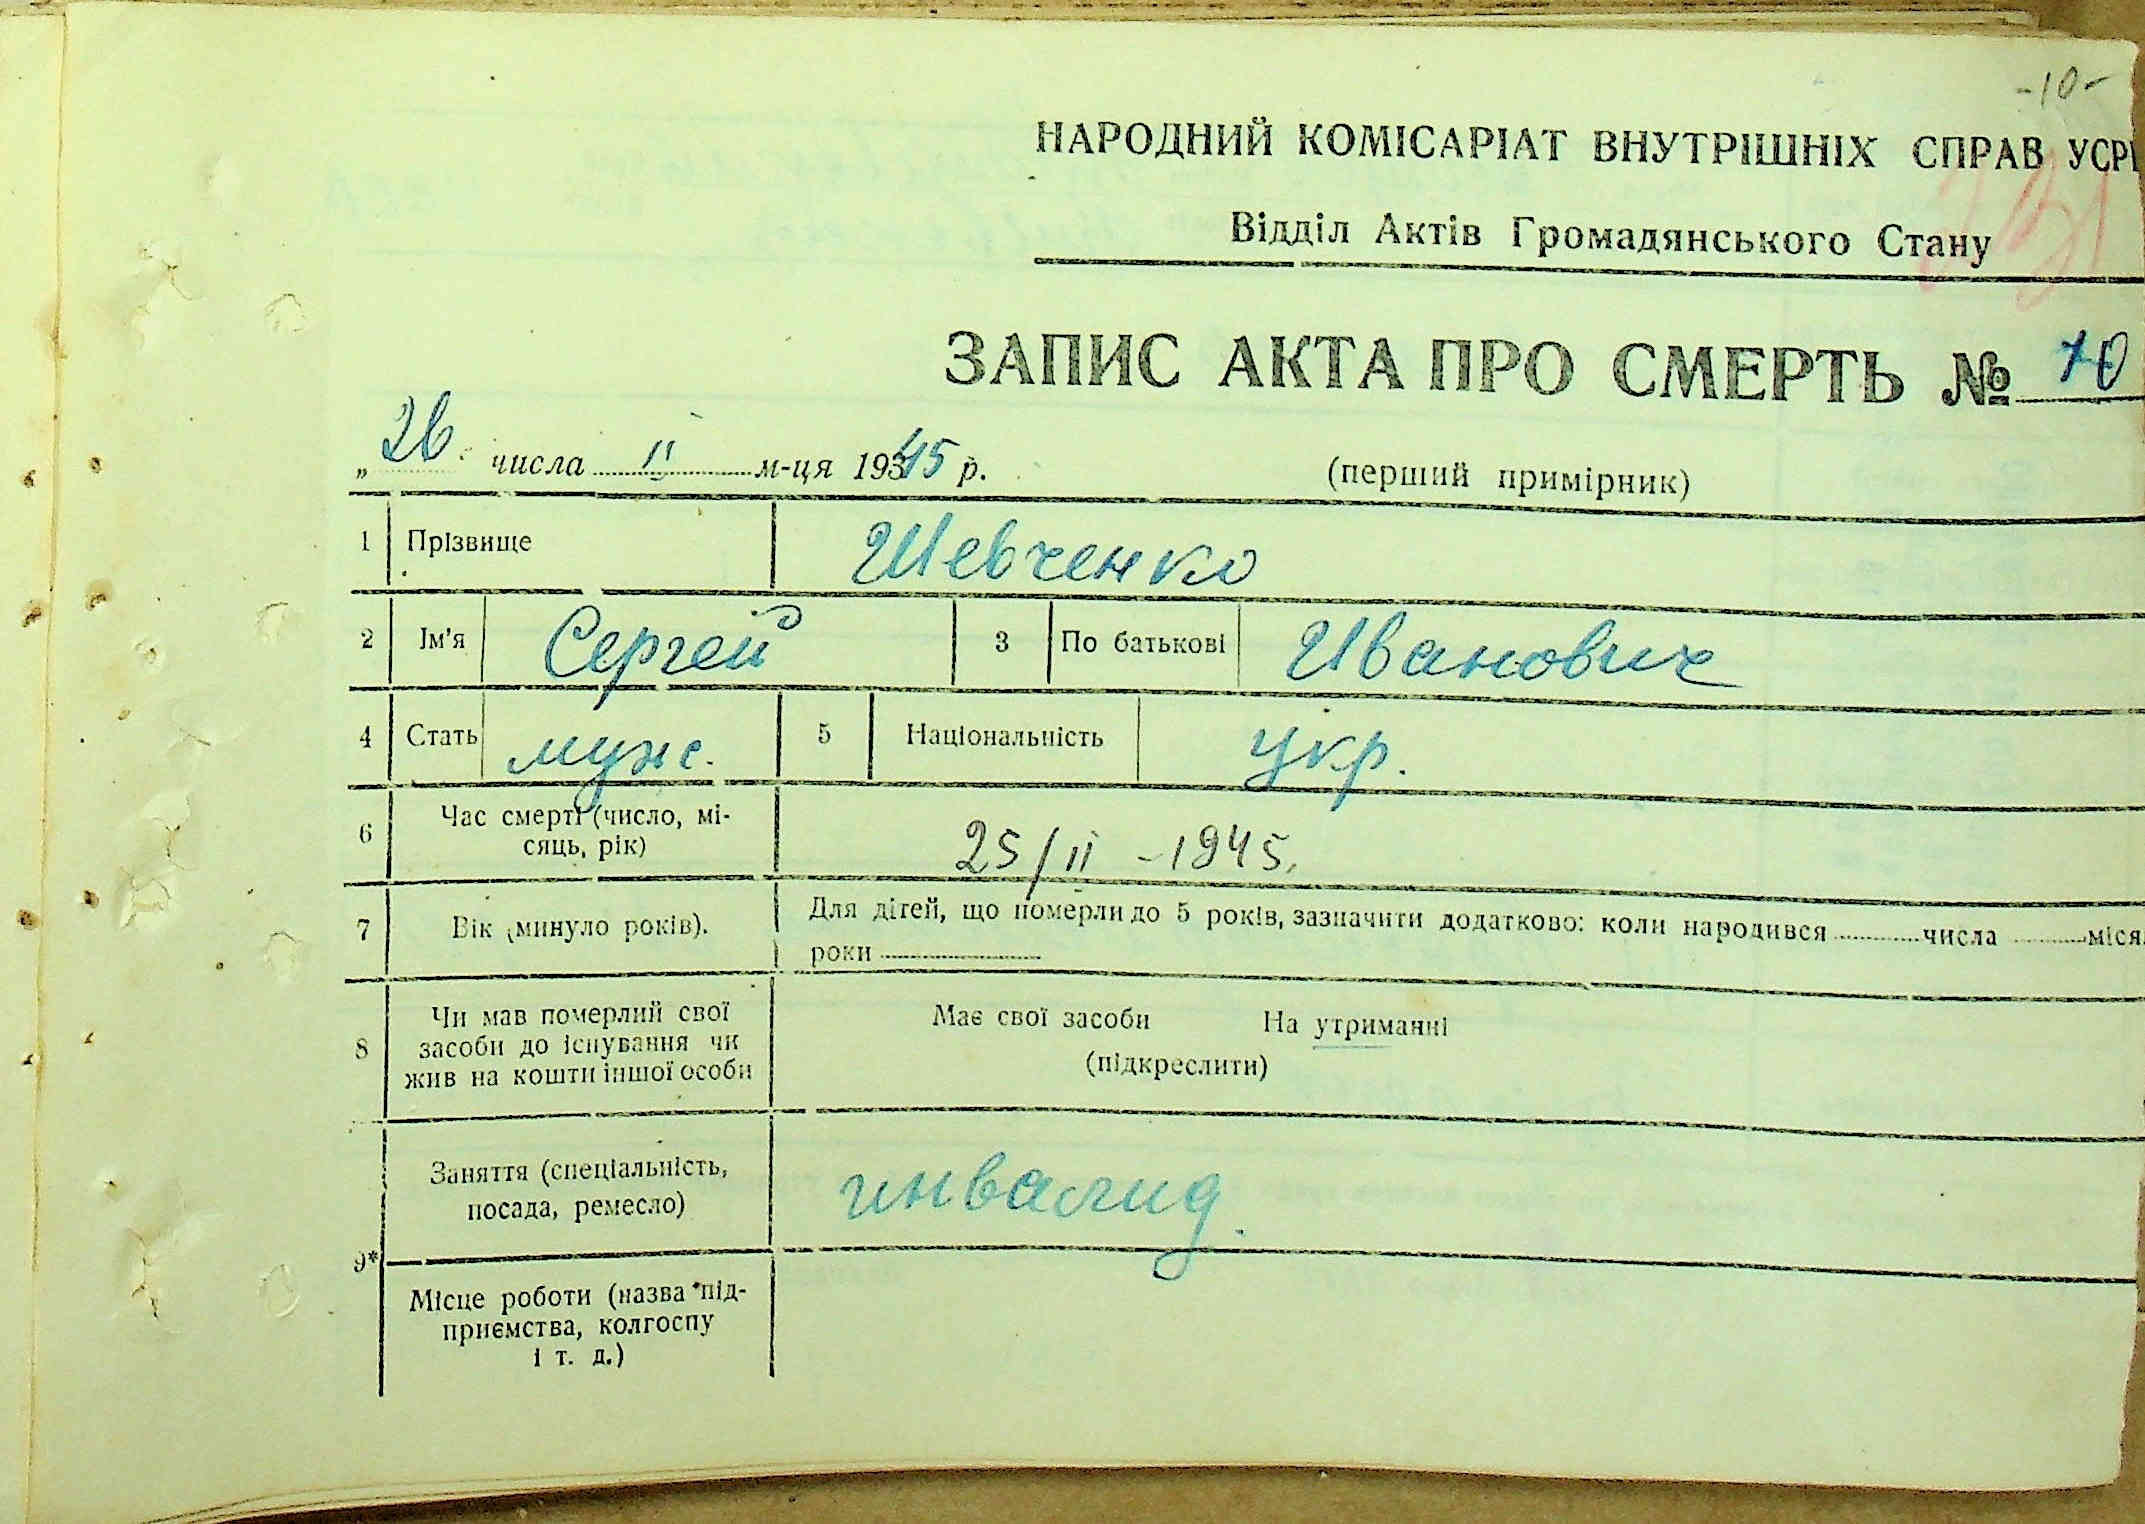 -10-
НАРОДНИЙ КОМІСАРІАТ ВНУТРІШНІХ СПРАВ УСРР
Відділ Актів Громадянського Стану
ЗАПИС АКТА ПРО СМЕРТЬ № 10
„ 26 числа II м-ця 1945 р. (перший примірник)
1 Прізвище Шевченко
2 Ім'я Сергей 3 По батькові Иванович
4 Стать муж. 5 Національність укр.
6 Час смерті (число, мі-
сяць, рік) 25/II - 1945.
7 Вік (минуло років). Для дітей, що померли до 5 років, зазначити додатково: коли народився числа міся
роки
8 Чи мав померлий свої
засоби до існування чи
жив на кошти іншої особи
Має свої засоби На утриманні
(підкреслити)
9*
Заняття (спеціальність,
посада, ремесло) инвалид.
Місце роботи (назва під-
приємства, колгоспу
і т. д.)